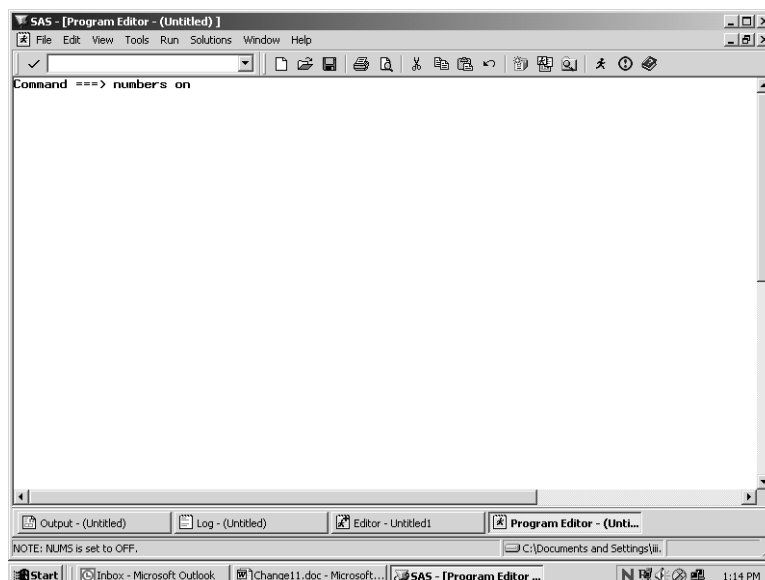 SAS - [Program Editor - (Untitled) ]
File Edit View Tools Run Solutions Window Help
Command ===> numbers on
Output - (Untitled) Log - (Untitled) Editor - Untitled1 Program Editor - (Unti...
NOTE: NUMS is set to OFF. C:\Documents and Settings\iii.
Start Inbox - Microsoft Outlook Change11.doc - Microsoft... SAS - [Program Editor ... 1:14 PM